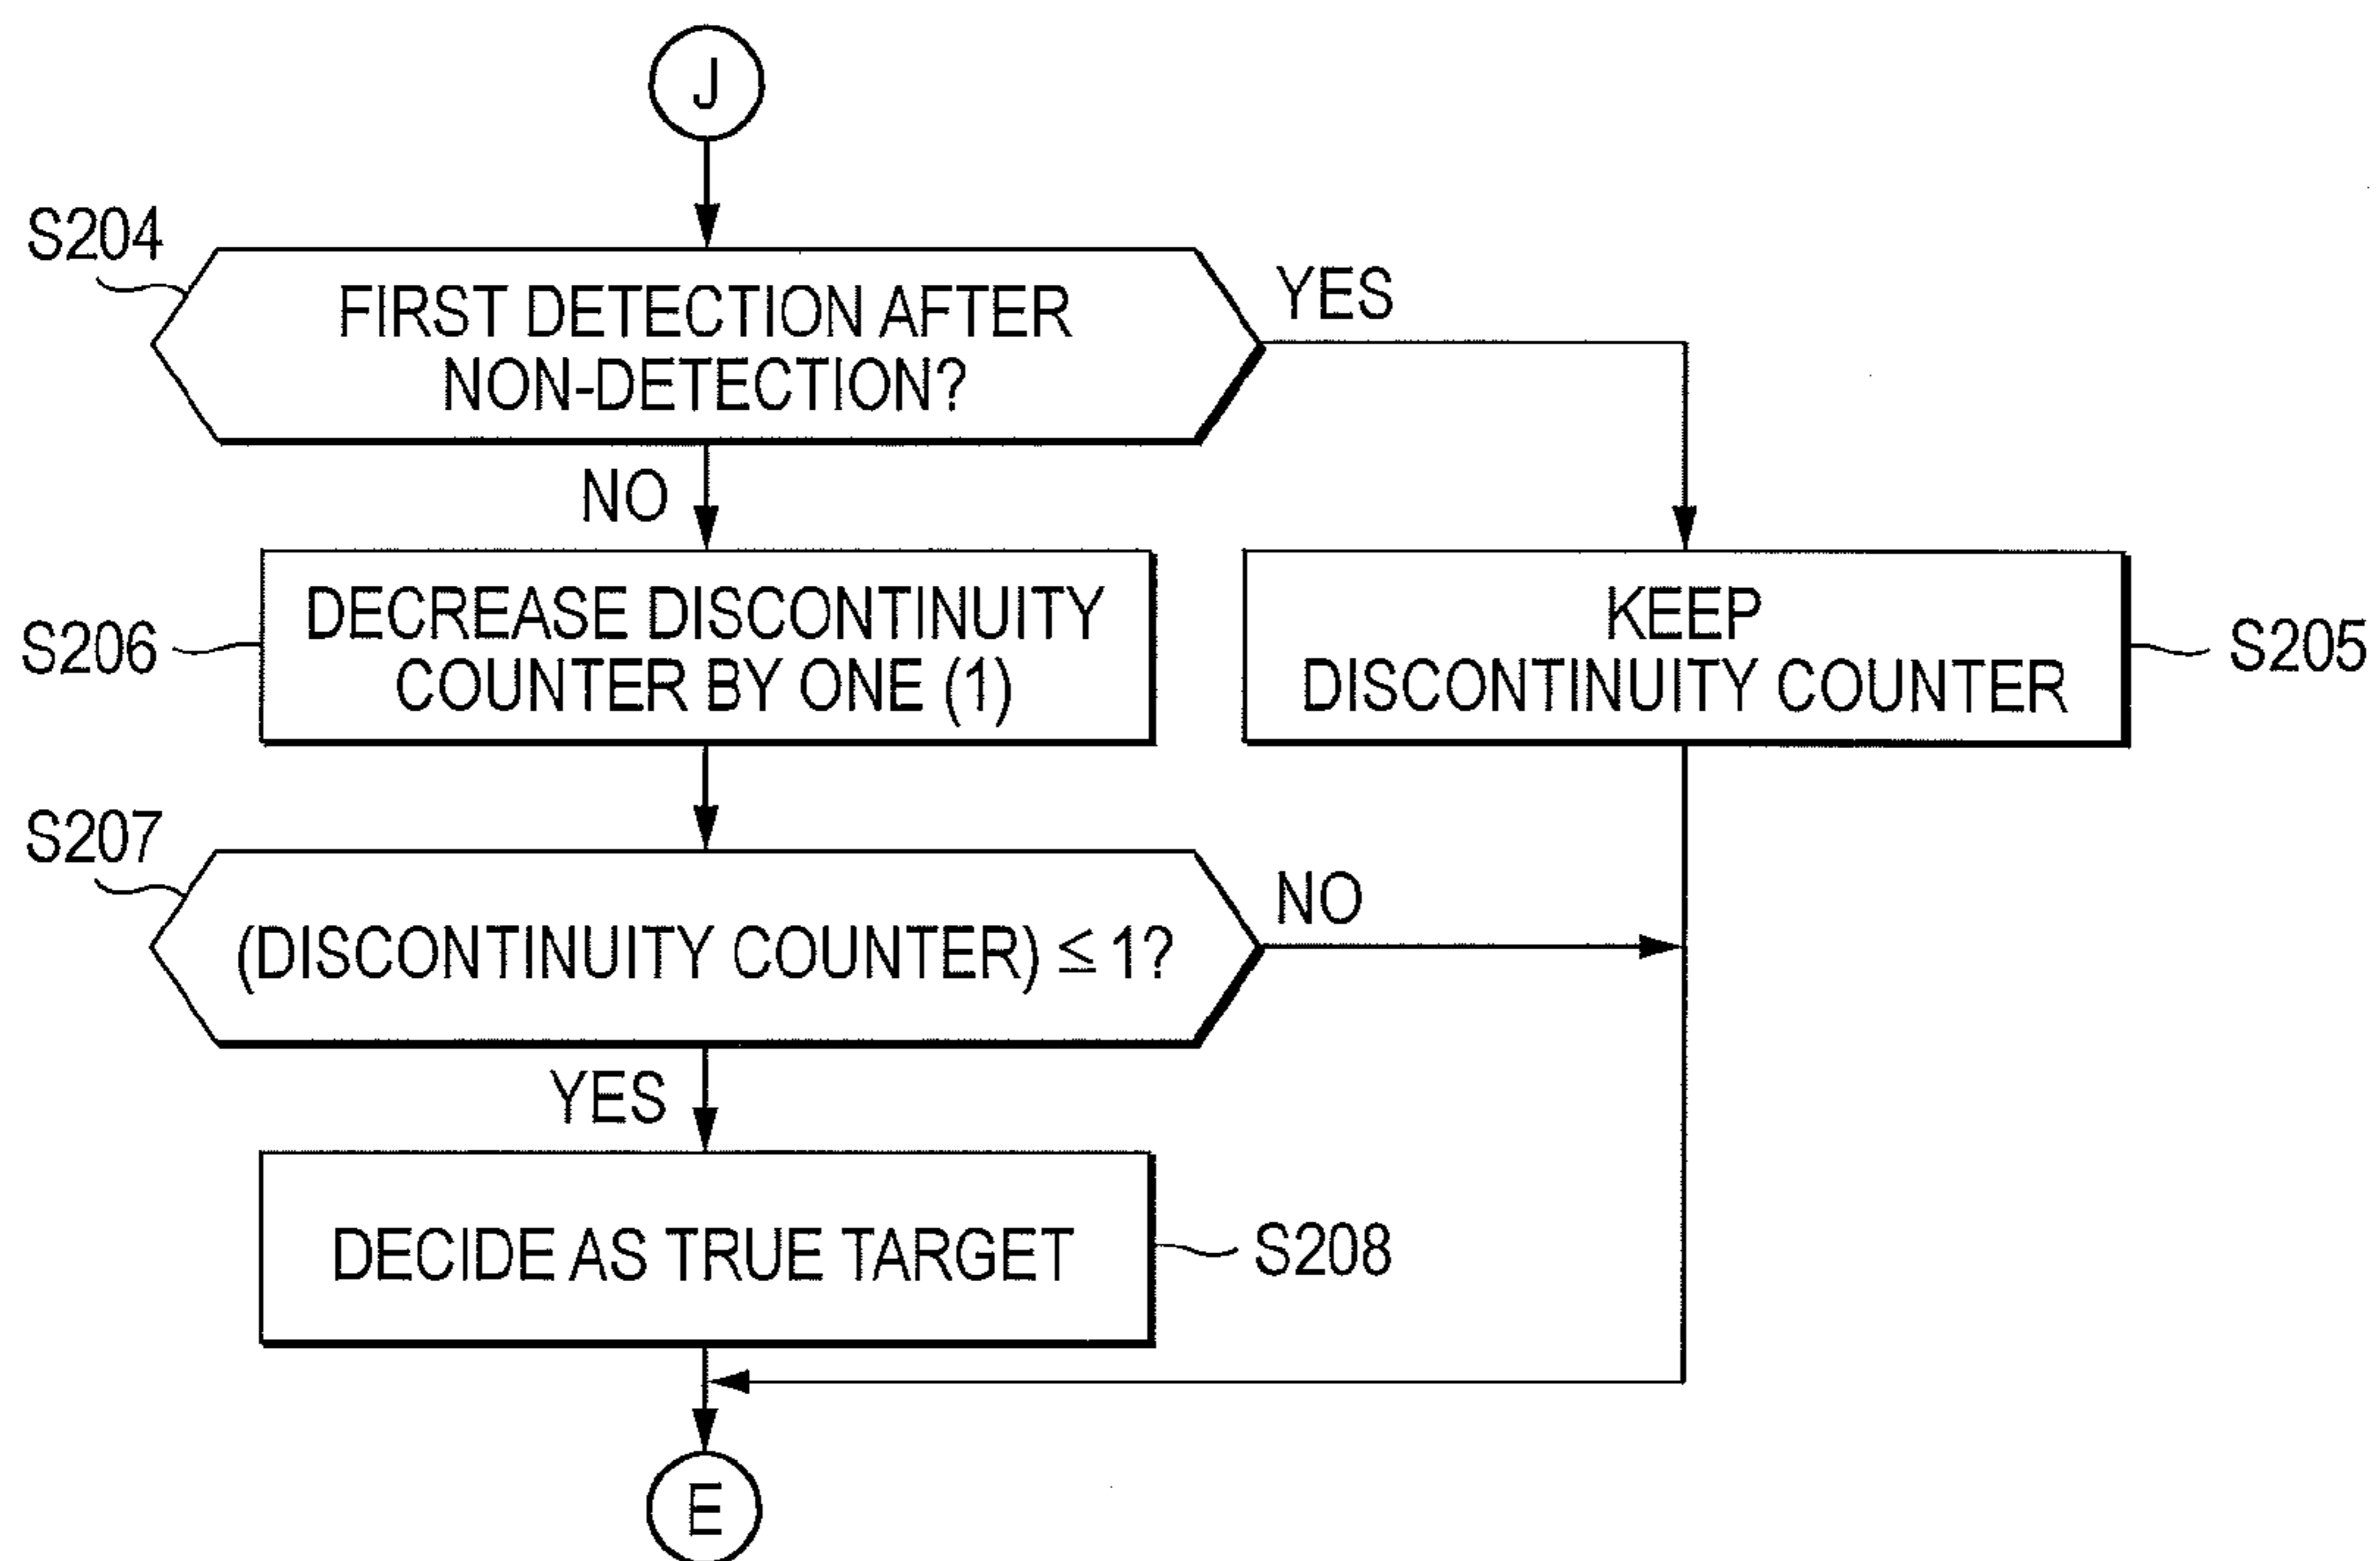 J
S204
FIRST DETECTION AFTER
NON-DETECTION?
YES
NO
S206
DECREASE DISCONTINUITY
COUNTER BY ONE (1)
KEEP
DISCONTINUITY COUNTER
S205
S207
(DISCONTINUITY COUNTER) ≤ 1?
NO
YES
DECIDE AS TRUE TARGET
S208
E